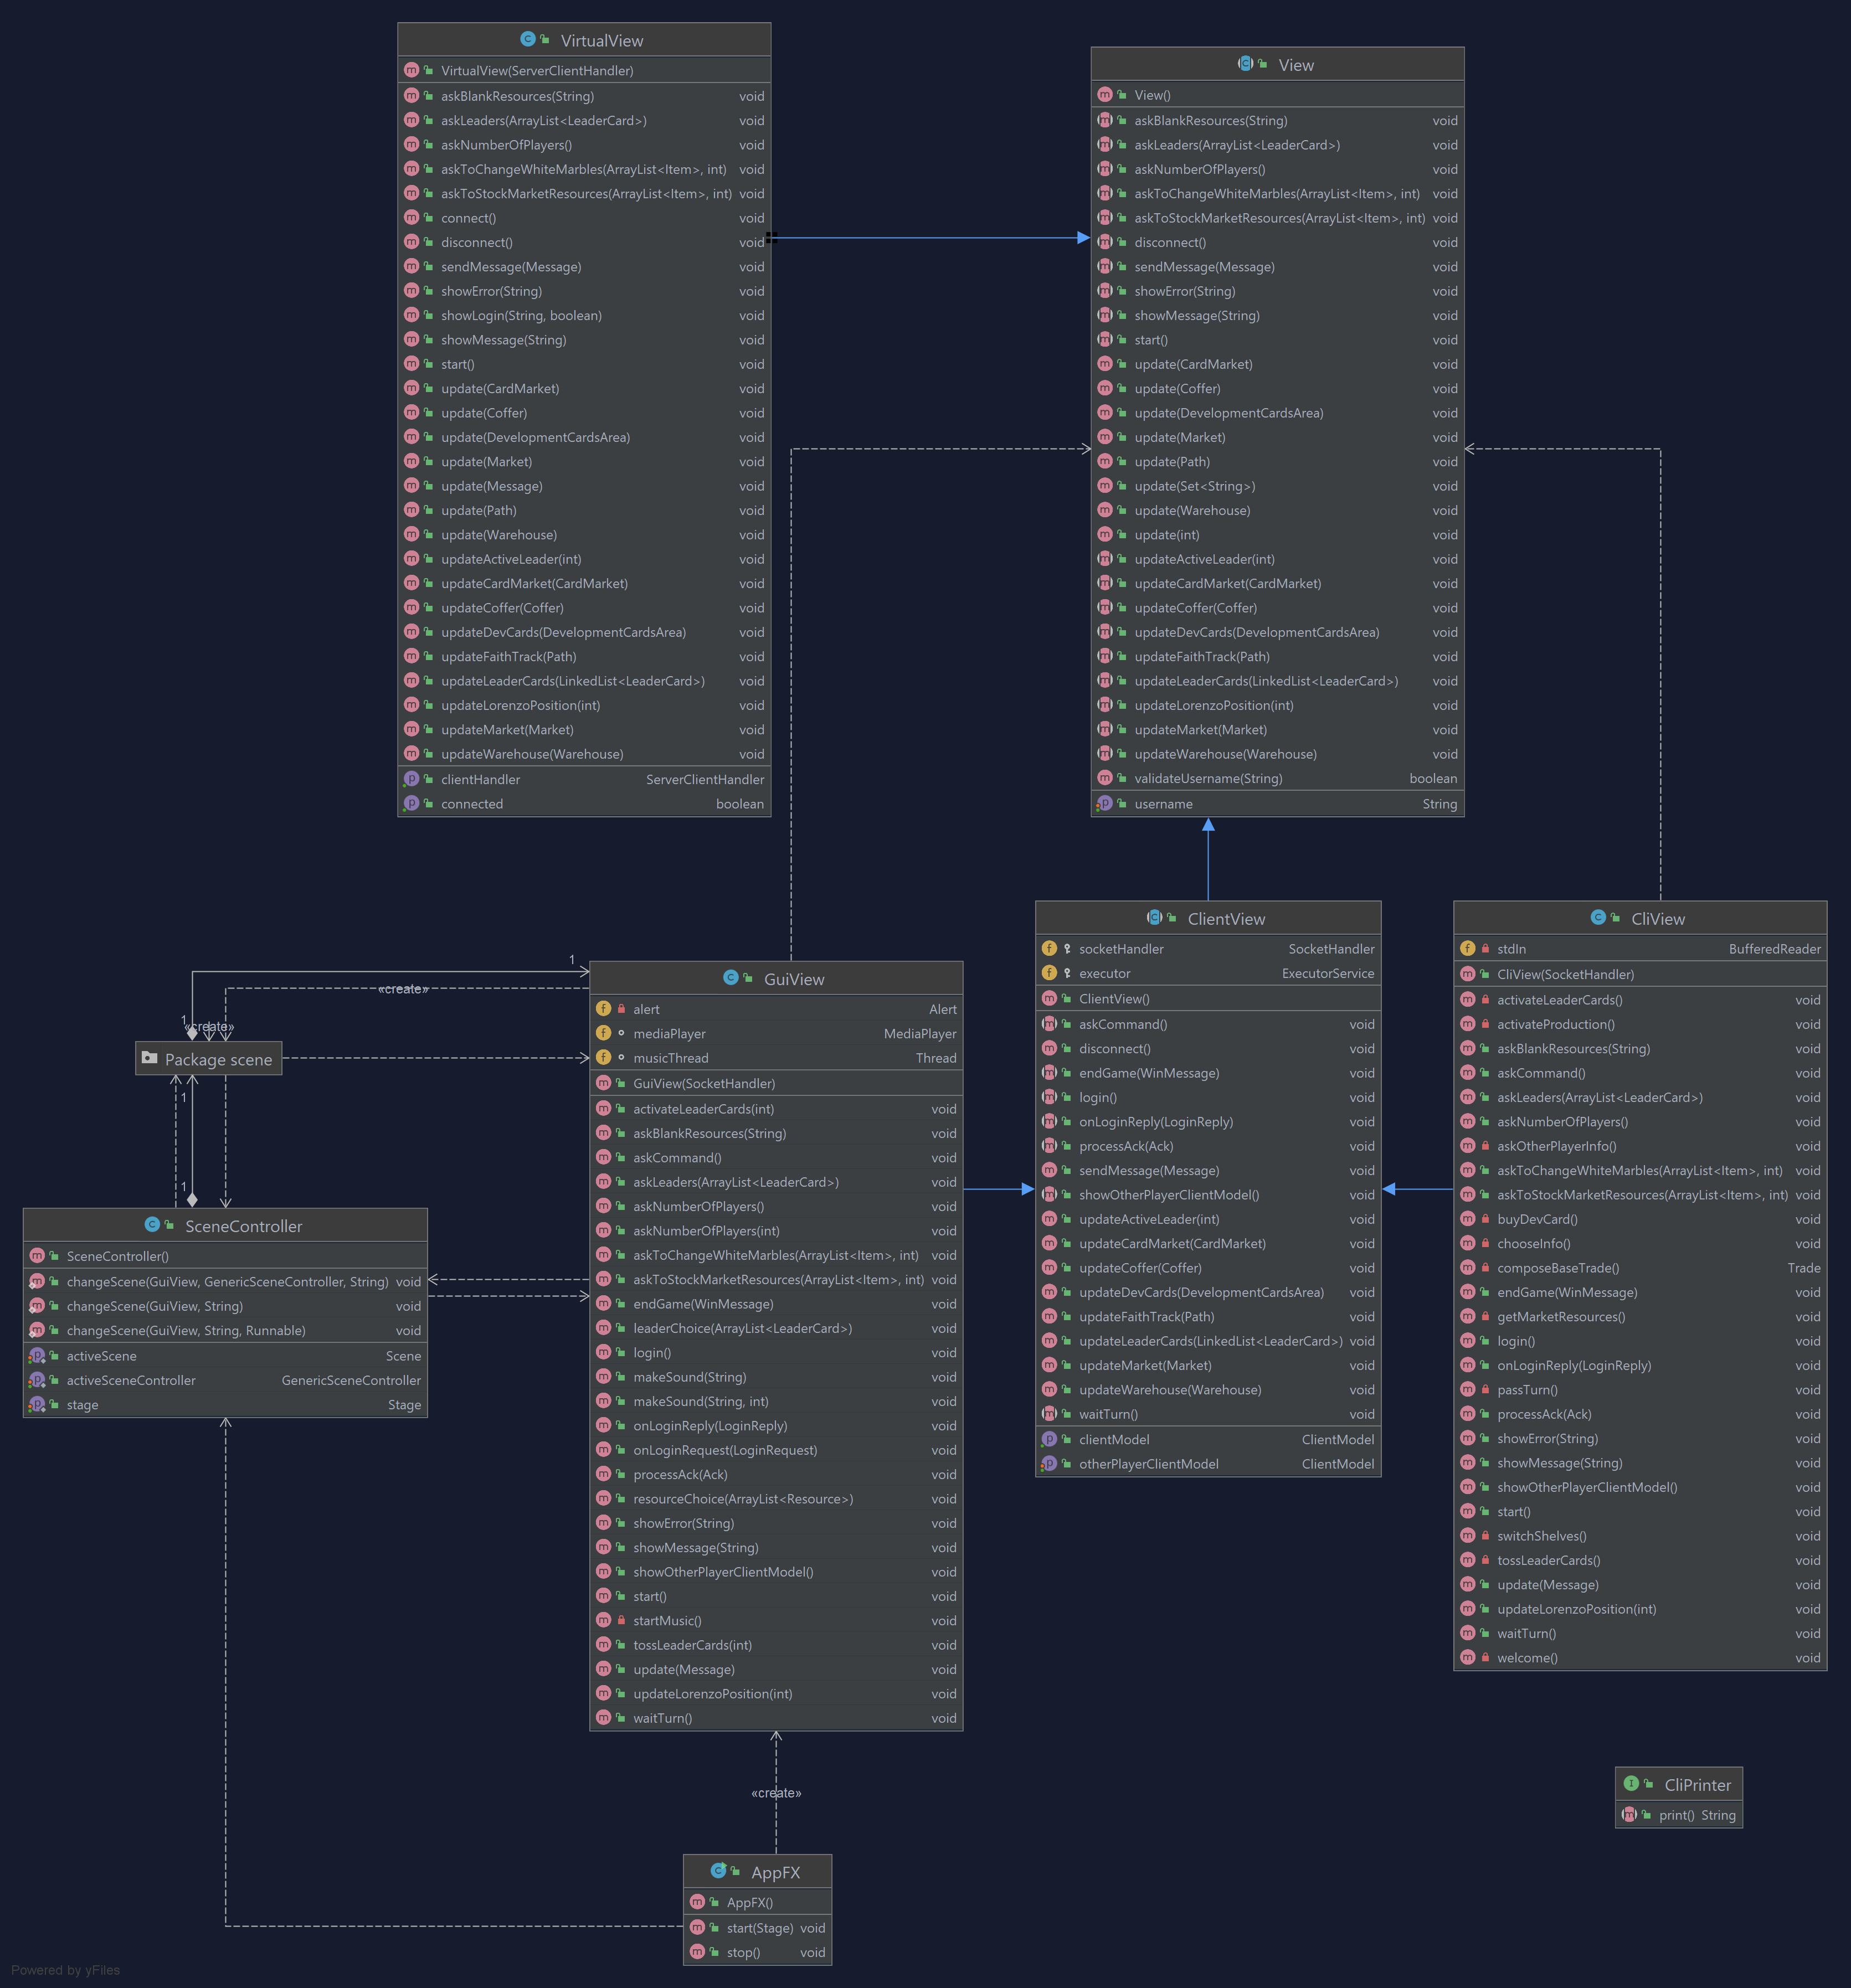 VirtualView
VirtualView(ServerClientHandler)
askBlankResources(String) void
askLeaders(ArrayList<LeaderCard>) void
askNumberOfPlayers() void
askToChangeWhiteMarbles(ArrayList<Item>, int) void
askToStockMarketResources(ArrayList<Item>, int) void
connect() void
disconnect() void
sendMessage(Message) void
showError(String) void
showLogin(String, boolean) void
showMessage(String) void
start() void
update(CardMarket) void
update(Coffer) void
update(DevelopmentCardsArea) void
update(Market) void
update(Message) void
update(Path) void
update(Warehouse) void
updateActiveLeader(int) void
updateCardMarket(CardMarket) void
updateCoffer(Coffer) void
updateDevCards(DevelopmentCardsArea) void
updateFaithTrack(Path) void
updateLeaderCards(LinkedList<LeaderCard>) void
updateLorenzoPosition(int) void
updateMarket(Market) void
updateWarehouse(Warehouse) void
clientHandler ServerClientHandler
connected boolean
View
View()
askBlankResources(String) void
askLeaders(ArrayList<LeaderCard>) void
askNumberOfPlayers() void
askToChangeWhiteMarbles(ArrayList<Item>, int) void
askToStockMarketResources(ArrayList<Item>, int) void
disconnect() void
sendMessage(Message) void
showError(String) void
showMessage(String) void
start() void
update(CardMarket) void
update(Coffer) void
update(DevelopmentCardsArea) void
update(Market) void
update(Path) void
update(Set<String>) void
update(Warehouse) void
update(int) void
updateActiveLeader(int) void
updateCardMarket(CardMarket) void
updateCoffer(Coffer) void
updateDevCards(DevelopmentCardsArea) void
updateFaithTrack(Path) void
updateLeaderCards(LinkedList<LeaderCard>) void
updateLorenzoPosition(int) void
updateMarket(Market) void
updateWarehouse(Warehouse) void
validateUsername(String) boolean
username String
1
«create»
1
«create»
Package scene
1
1
SceneController
SceneController()
changeScene(GuiView, GenericSceneController, String) void
changeScene(GuiView, String) void
changeScene(GuiView, String, Runnable) void
activeScene Scene
activeSceneController GenericSceneController
stage Stage
GuiView
alert Alert
mediaPlayer MediaPlayer
musicThread Thread
GuiView(SocketHandler)
activateLeaderCards(int) void
askBlankResources(String) void
askCommand() void
askLeaders(ArrayList<LeaderCard>) void
askNumberOfPlayers() void
askNumberOfPlayers(int) void
askToChangeWhiteMarbles(ArrayList<Item>, int) void
askToStockMarketResources(ArrayList<Item>, int) void
endGame(WinMessage) void
leaderChoice(ArrayList<LeaderCard>) void
login() void
makeSound(String) void
makeSound(String, int) void
onLoginReply(LoginReply) void
onLoginRequest(LoginRequest) void
processAck(Ack) void
resourceChoice(ArrayList<Resource>) void
showError(String) void
showMessage(String) void
showOtherPlayerClientModel() void
start() void
startMusic() void
tossLeaderCards(int) void
update(Message) void
updateLorenzoPosition(int) void
waitTurn() void
ClientView
socketHandler SocketHandler
executor ExecutorService
ClientView()
askCommand() void
disconnect() void
endGame(WinMessage) void
login() void
onLoginReply(LoginReply) void
processAck(Ack) void
sendMessage(Message) void
showOtherPlayerClientModel() void
updateActiveLeader(int) void
updateCardMarket(CardMarket) void
updateCoffer(Coffer) void
updateDevCards(DevelopmentCardsArea) void
updateFaithTrack(Path) void
updateLeaderCards(LinkedList<LeaderCard>) void
updateMarket(Market) void
updateWarehouse(Warehouse) void
waitTurn() void
clientModel ClientModel
otherPlayerClientModel ClientModel
CliView
stdIn BufferedReader
CliView(SocketHandler)
activateLeaderCards() void
activateProduction() void
askBlankResources(String) void
askCommand() void
askLeaders(ArrayList<LeaderCard>) void
askNumberOfPlayers() void
askOtherPlayerInfo() void
askToChangeWhiteMarbles(ArrayList<Item>, int) void
askToStockMarketResources(ArrayList<Item>, int) void
buyDevCard() void
chooseInfo() void
composeBaseTrade() Trade
endGame(WinMessage) void
getMarketResources() void
login() void
onLoginReply(LoginReply) void
passTurn() void
processAck(Ack) void
showError(String) void
showMessage(String) void
showOtherPlayerClientModel() void
start() void
switchShelves() void
tossLeaderCards() void
update(Message) void
updateLorenzoPosition(int) void
waitTurn() void
welcome() void
CliPrinter
print() String
«create»
AppFX
AppFX()
start(Stage) void
stop() void
Powered by yFiles